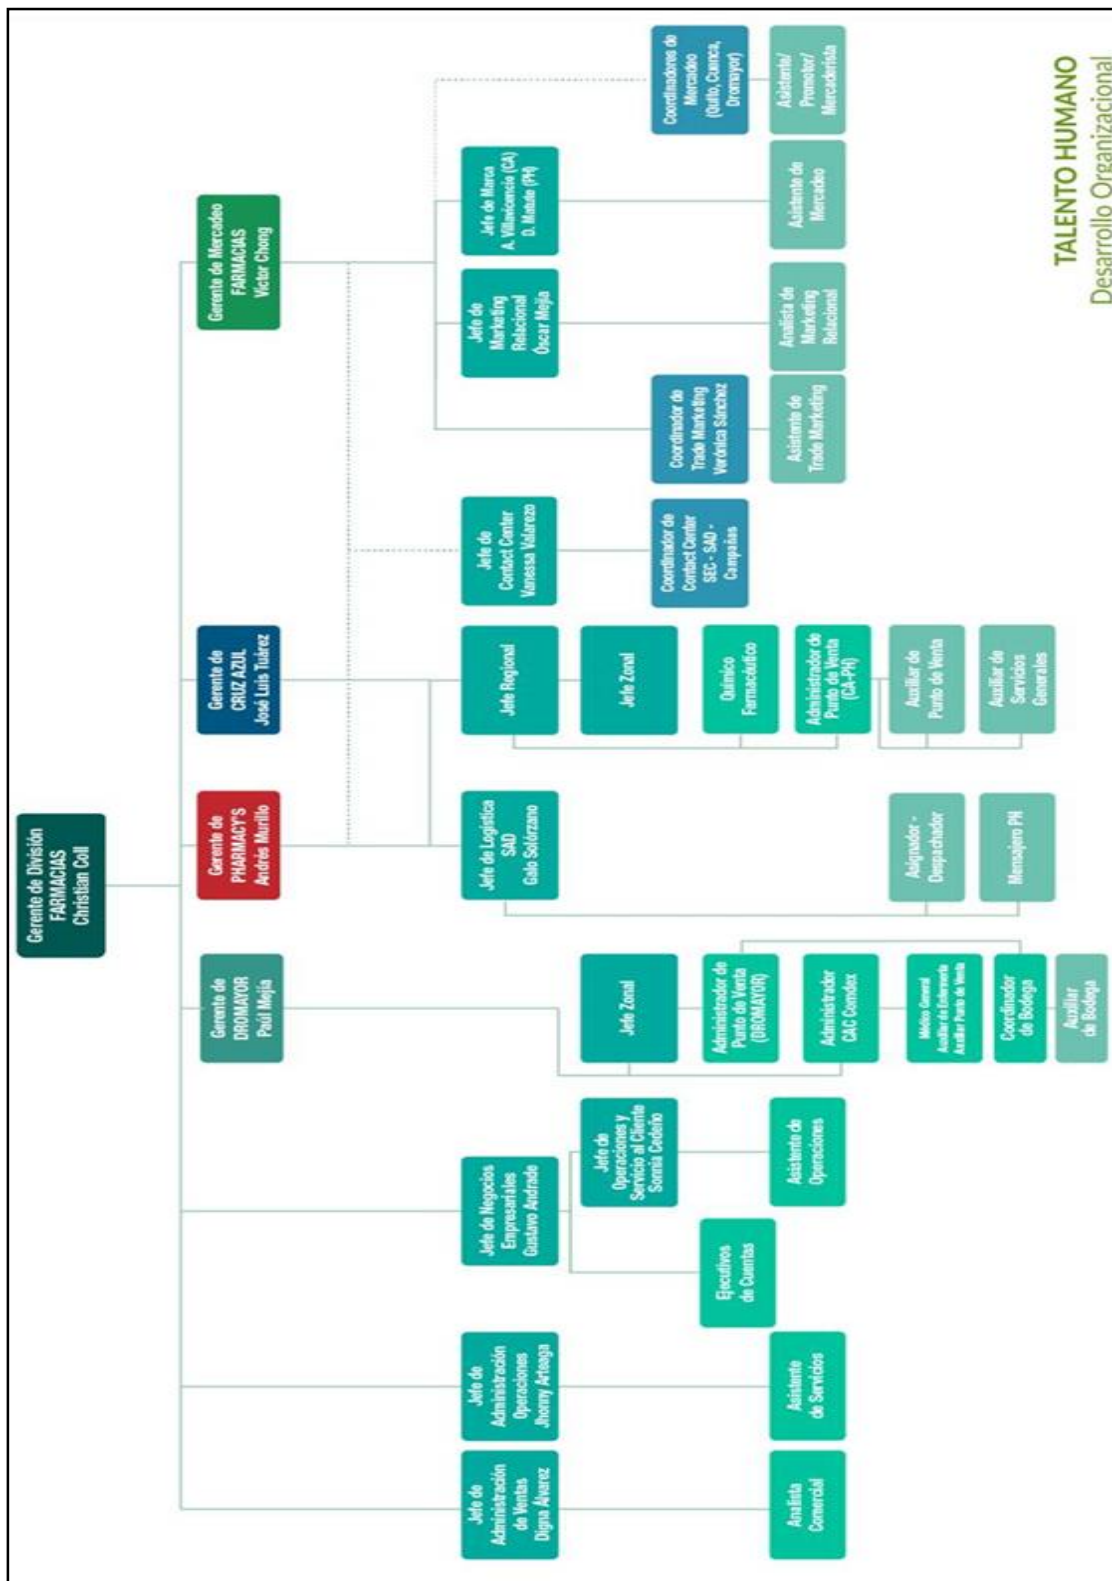 Gerente de División
FARMACIAS
Christian Coll
Gerente de
DROMAYOR
Paúl Mejía
Gerente de
PHARMACY'S
Andrés Murillo
Gerente de
CRUZ AZUL
José Luis Tuárez
Gerente de Mercadeo
FARMACIAS
Víctor Chong
Jefe de
Administración
de Ventas
Digna Alvarez
Jefe de
Administración
Operaciones
Jhonny Arteaga
Jefe de Negocios
Empresariales
Gustavo Andrade
Jefe de Logística
SAD
Galo Solórzano
Jefe Regional
Jefe de
Contact Center
Vanessa Valarezo
Jefe de
Marketing
Relacional
Óscar Mejía
Jefe de Marca
A. Villavicencio (CA)
D. Matute (PH)
Jefe de
Operaciones y
Servicio al Cliente
Sonnia Cedeño
Jefe Zonal
Jefe Zonal
Coordinador de
Contact Center
SEC - SAD -
Campañas
Coordinador de
Trade Marketing
Verónica Sánchez
Coordinadores de
Mercadeo
(Quito, Cuenca,
Dromayor)
Ejecutivos
de Cuentas
Administrador de
Punto de Venta
(DROMAYOR)
Químico
Farmacéutico
Analista
Comercial
Asistente
de Servicios
Asistente de
Operaciones
Administrador
CAC Comdex
Administrador de
Punto de Venta
(CA-PH)
Asistente de
Trade Marketing
Analista de
Marketing
Relacional
Asistente de
Mercadeo
Asistente/
Promotor/
Mercaderista
Médico General
Auxiliar de Enfermería
Auxiliar Punto de Venta
Asignador -
Despachador
Auxiliar de
Punto de Venta
Coordinador
de Bodega
Mensajero PH
Auxiliar de
Servicios
Generales
Auxiliar
de Bodega
TALENTO HUMANO
Desarrollo Organizacional